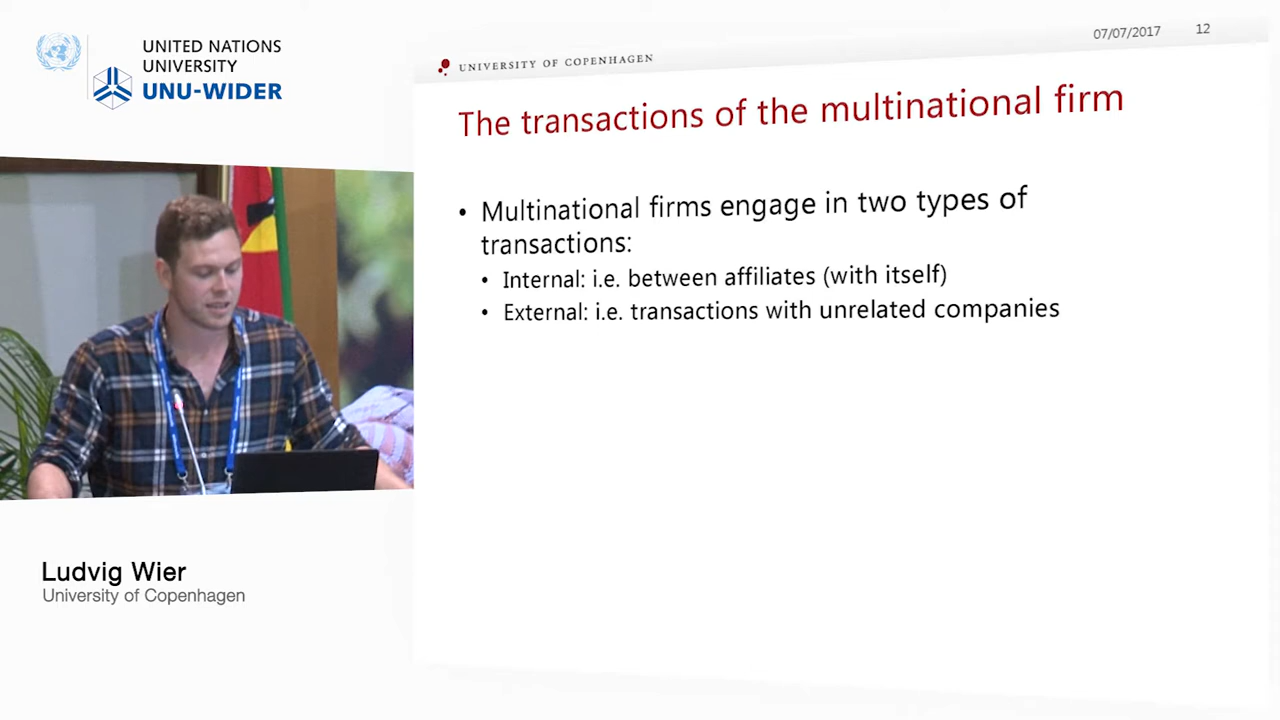 UNITED NATIONS
UNIVERSITY
UNU-WIDER
UNIVERSITY OF COPENHAGEN
07/07/2017 12
The transactions of the multinational firm
• Multinational firms engage in two types of
transactions:
• Internal: i.e. between affiliates (with itself)
• External: i.e. transactions with unrelated companies
Ludvig Wier
University of Copenhagen